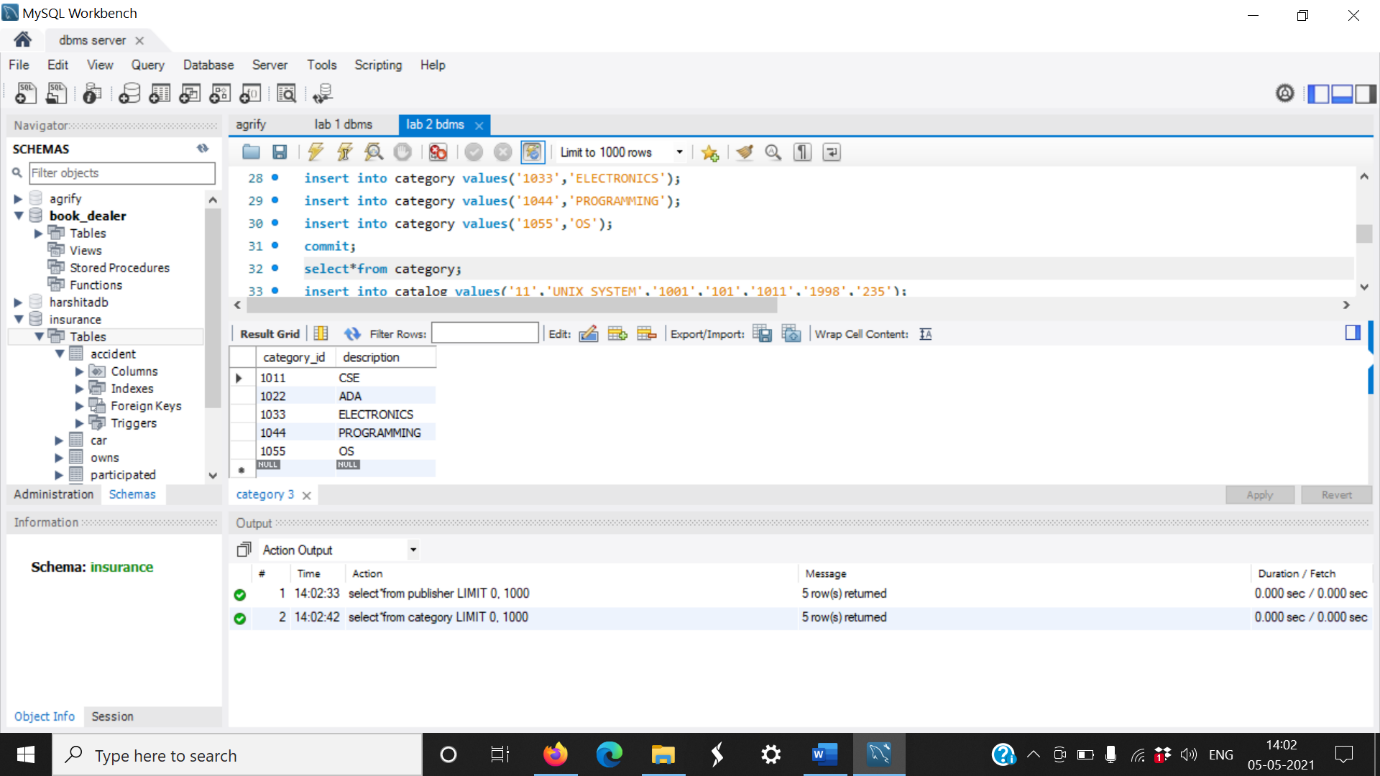 MySQL Workbench
dbms server
File Edit View Query Database Server Tools Scripting Help
Navigator
SCHEMAS
Filter objects
agrify
book_dealer
Tables
Views
Stored Procedures
Functions
harshitadb
insurance
Tables
accident
Columns
Indexes
Foreign Keys
Triggers
car
owns
participated
Administration Schemas
Information
Schema: insurance
Object Info Session
agrify lab 1 dbms lab 2 bdms
Limit to 1000 rows
28 insert into category values('1033','ELECTRONICS');
29 insert into category values('1044','PROGRAMMING');
30 insert into category values('1055','OS');
31 commit;
32 select*from category;
33 insert into catalog values('11','UNIX SYSTEM','1001','101','1011','1998','235');
Result Grid Filter Rows: Edit: Export/Import: Wrap Cell Content:
category_id description
1011 CSE
1022 ADA
1033 ELECTRONICS
1044 PROGRAMMING
1055 OS
NULL NULL
category 3 Apply Revert
Output
Action Output
# Time Action Message Duration / Fetch
1 14:02:33 select*from publisher LIMIT 0, 1000 5 row(s) returned 0.000 sec / 0.000 sec
2 14:02:42 select*from category LIMIT 0, 1000 5 row(s) returned 0.000 sec / 0.000 sec
Type here to search
ENG
14:02
05-05-2021